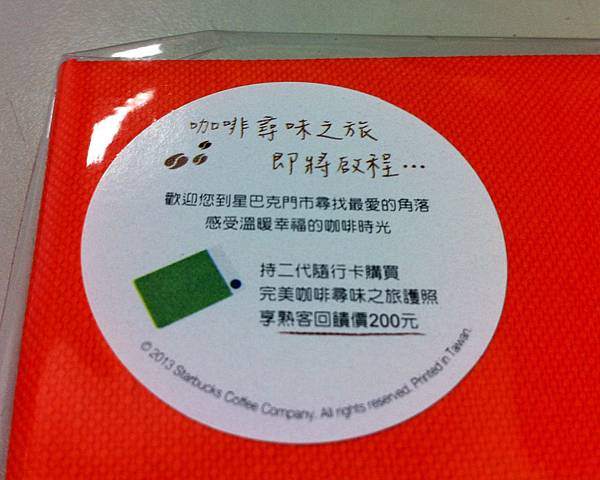 咖啡尋味之旅
即將啟程…
歡迎您到星巴克門市尋找最愛的角落
感受溫暖幸福的咖啡時光
持二代隨行卡購買
完美咖啡尋味之旅護照
享熟客回饋價200元
© 2013 Starbucks Coffee Company. All rights reserved. Printed in Taiwan.